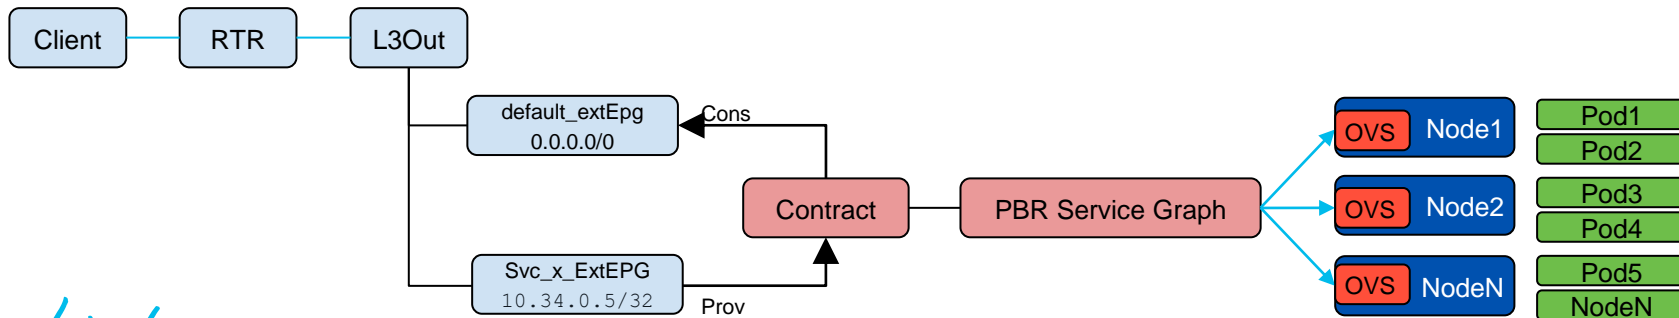 Client
RTR
L3Out
default_extEpg
0.0.0.0/0
Cons
Contract
PBR Service Graph
Svc_x_ExtEPG
10.34.0.5/32
Prov
OVS
Node1
Pod1
Pod2
OVS
Node2
Pod3
Pod4
OVS
NodeN
Pod5
NodeN